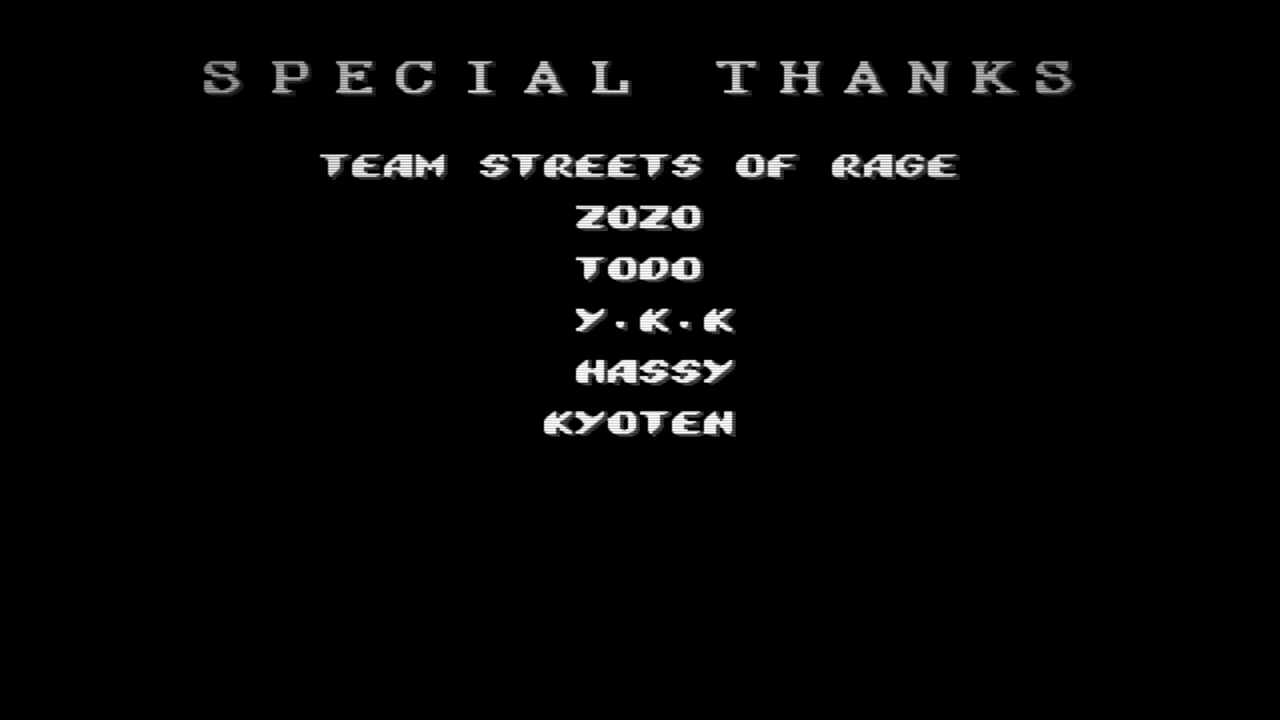 SPECIAL THANKS
TEAM STREETS OF RAGE
ZOZO
TODO
Y.K.K
HASSY
KYOTEN